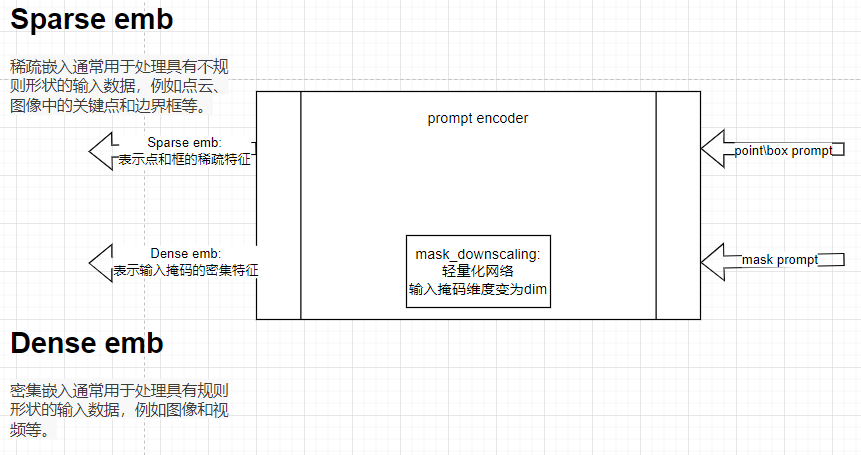 Sparse emb
稀疏嵌入通常用于处理具有不规
则形状的输入数据，例如点云、
图像中的关键点和边界框等。
prompt encoder
Sparse emb:
表示点和框的稀疏特征
point\box prompt
Dense emb:
表示输入掩码的密集特征
mask_downscaling:
轻量化网络
输入掩码维度变为dim
mask prompt
Dense emb
密集嵌入通常用于处理具有规则
形状的输入数据，例如图像和视
频等。